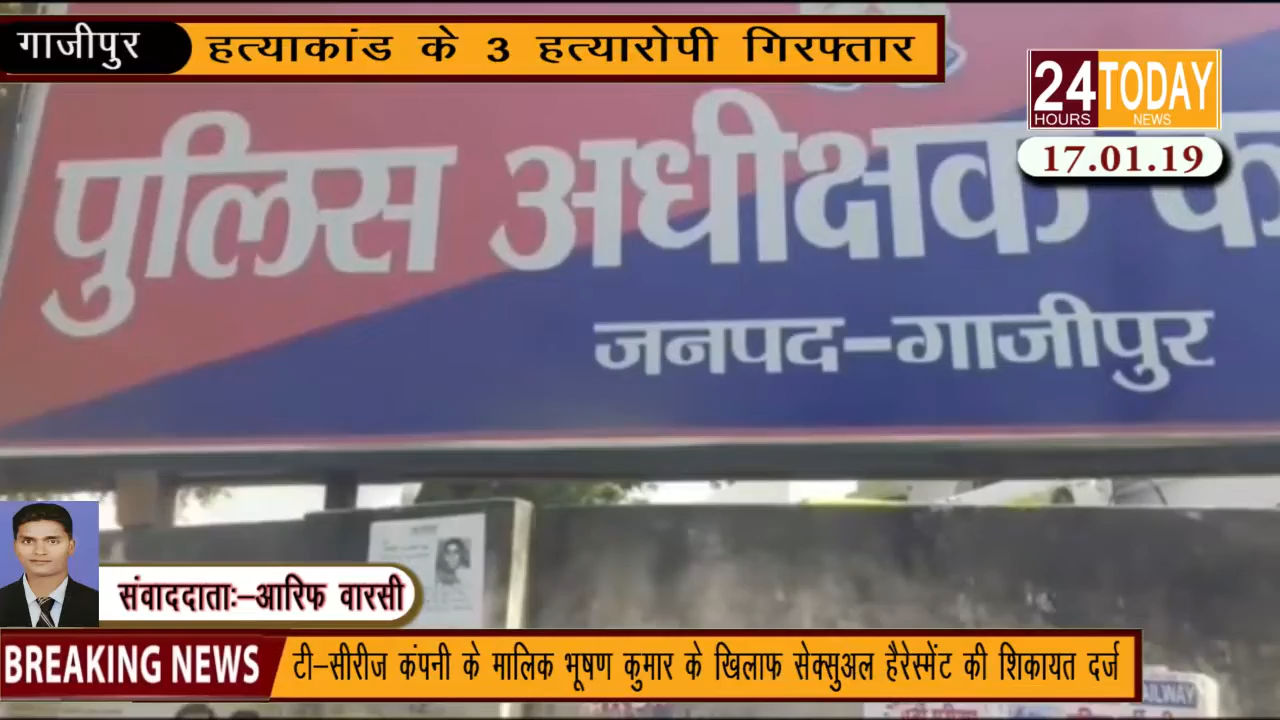 गाजीपुर
हत्याकांड के 3 हत्यारोपी गिरफ्तार
24 TODAY
HOURS NEWS
17.01.19
पुलिस अधीक्षक
जनपद–गाजीपुर
संवाददाताः–आरिफ वारसी
BREAKING NEWS
टी–सीरीज कंपनी के मालिक भूषण कुमार के खिलाफ सेक्सुअल हैरेस्मेंट की शिकायत दर्ज